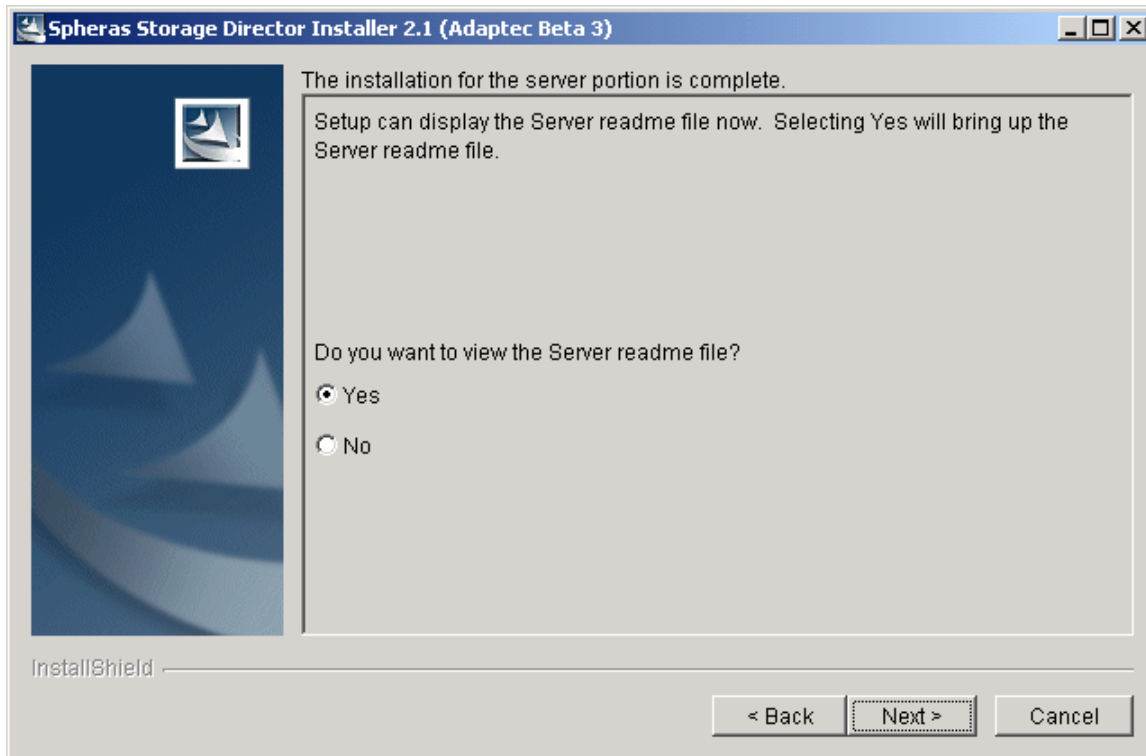 Spheras Storage Director Installer 2.1 (Adaptec Beta 3)
The installation for the server portion is complete.
Setup can display the Server readme file now.  Selecting Yes will bring up the
Server readme file.
Do you want to view the Server readme file?
Yes
No
InstallShield
< Back
Next >
Cancel